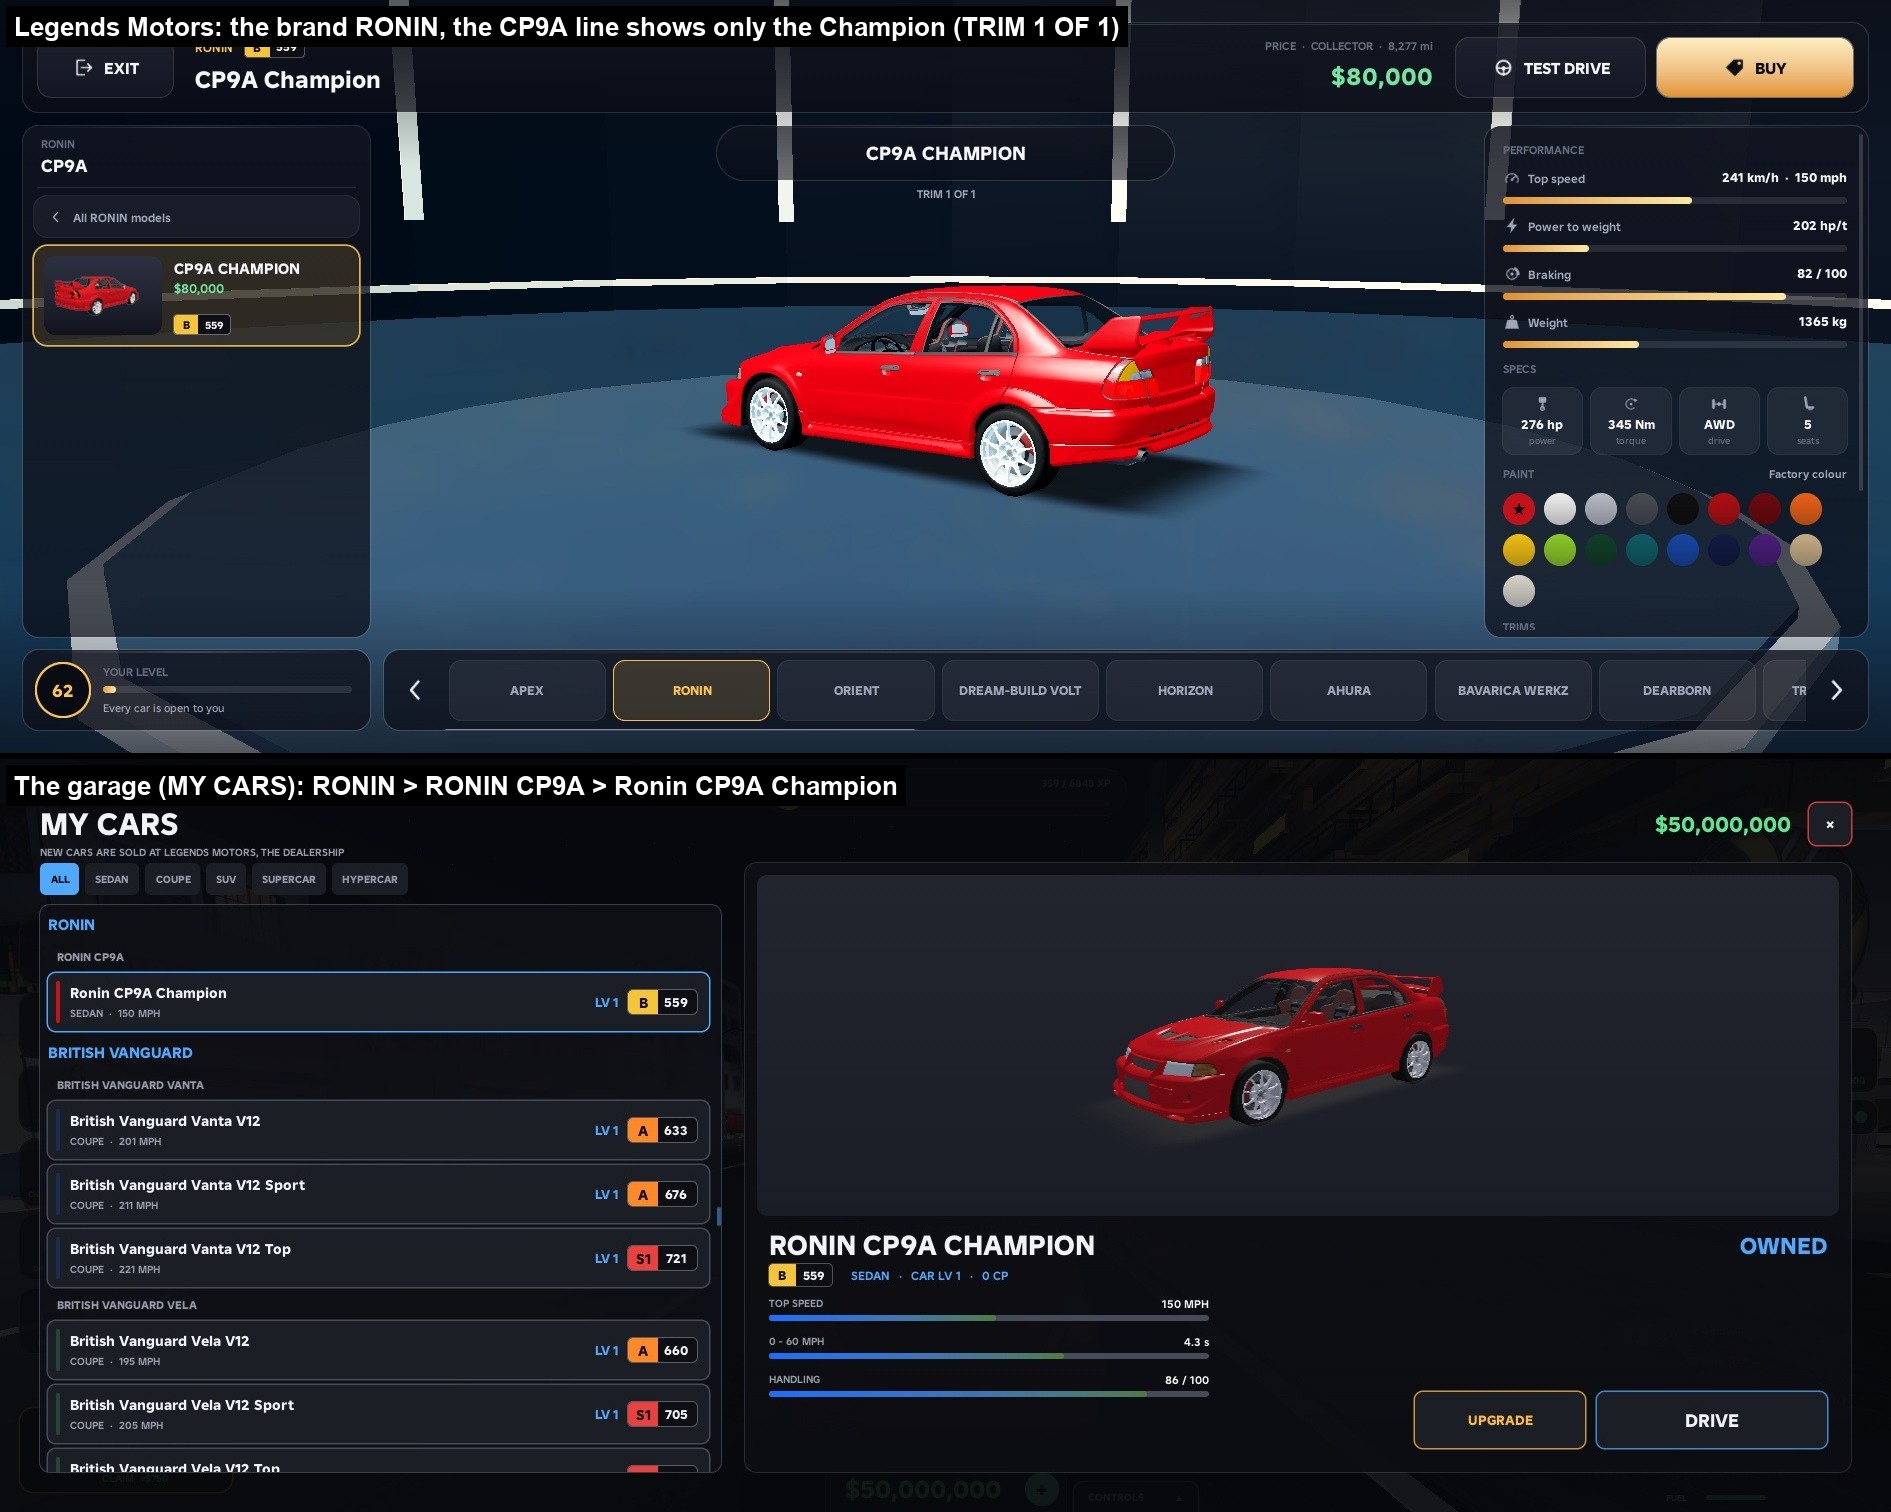 Legends Motors: the brand RONIN, the CP9A line shows only the Champion (TRIM 1 OF 1)
EXIT
RONIN B 559
CP9A Champion
PRICE · COLLECTOR · 8,277 mi
$80,000
TEST DRIVE
BUY
RONIN
CP9A
All RONIN models
CP9A CHAMPION
$80,000
B 559
CP9A CHAMPION
TRIM 1 OF 1
PERFORMANCE
Top speed 241 km/h · 150 mph
Power to weight 202 hp/t
Braking 82 / 100
Weight 1365 kg
SPECS
276 hp power
345 Nm torque
AWD drive
5 seats
PAINT Factory colour
TRIMS
62
YOUR LEVEL
Every car is open to you
APEX
RONIN
ORIENT
DREAM-BUILD VOLT
HORIZON
AHURA
BAVARICA WERKZ
DEARBORN
TR
The garage (MY CARS): RONIN > RONIN CP9A > Ronin CP9A Champion
MY CARS
NEW CARS ARE SOLD AT LEGENDS MOTORS, THE DEALERSHIP
$50,000,000
×
ALL SEDAN COUPE SUV SUPERCAR HYPERCAR
RONIN
RONIN CP9A
Ronin CP9A Champion
SEDAN · 150 MPH
LV 1 B 559
BRITISH VANGUARD
BRITISH VANGUARD VANTA
British Vanguard Vanta V12
COUPE · 201 MPH
LV 1 A 633
British Vanguard Vanta V12 Sport
COUPE · 211 MPH
LV 1 A 676
British Vanguard Vanta V12 Top
COUPE · 221 MPH
LV 1 S1 721
BRITISH VANGUARD VELA
British Vanguard Vela V12
COUPE · 195 MPH
LV 1 A 660
British Vanguard Vela V12 Sport
COUPE · 205 MPH
LV 1 S1 705
British Vanguard Vela V12 Top
RONIN CP9A CHAMPION
OWNED
B 559 SEDAN · CAR LV 1 · 0 CP
TOP SPEED 150 MPH
0 - 60 MPH 4.3 s
HANDLING 86 / 100
UPGRADE
DRIVE
$50,000,000
CONTROLS
FUEL